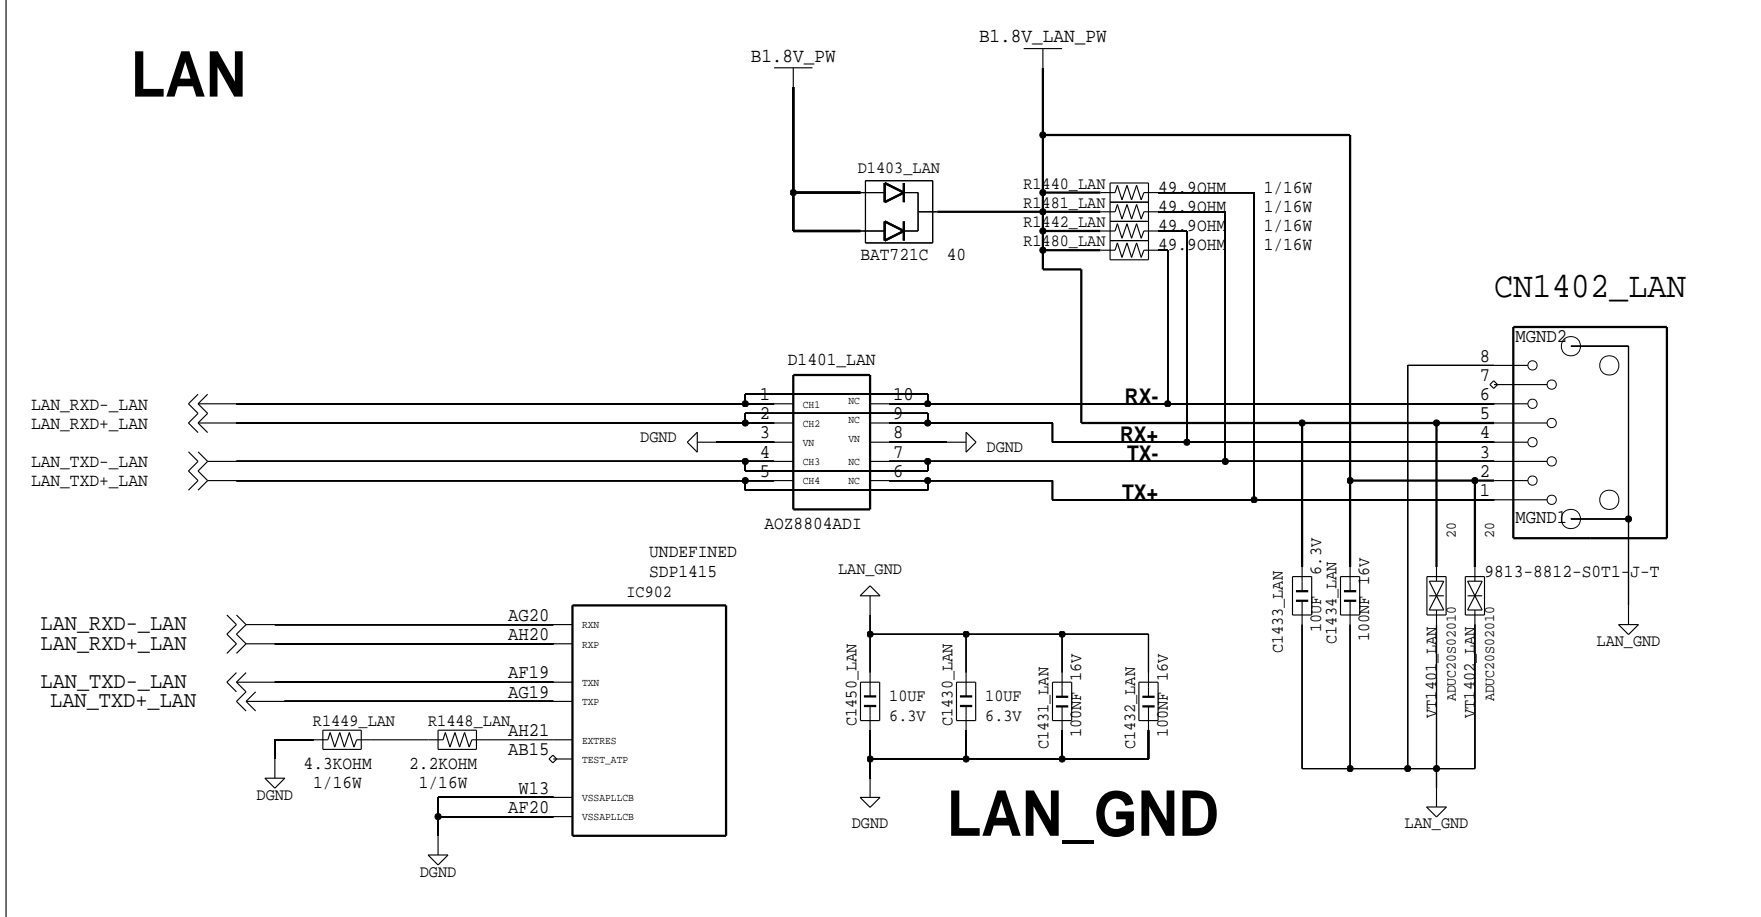 LAN
B1.8V_PW
B1.8V_LAN_PW
D1403_LAN
BAT721C 40
R1440_LAN 49.9OHM 1/16W
R1481_LAN 49.9OHM 1/16W
R1442_LAN 49.9OHM 1/16W
R1480_LAN 49.9OHM 1/16W
CN1402_LAN
MGND2
8
7
6
5
4
3
2
1
MGND1
9813-8812-S0T1-J-T
LAN_GND
D1401_LAN
LAN_RXD-_LAN
LAN_RXD+_LAN
LAN_TXD-_LAN
LAN_TXD+_LAN
1 CH1 NC 10
2 CH2 NC 9
DGND 3 VN VN 8 DGND
4 CH3 NC 7
5 CH4 NC 6
AOZ8804ADI
RX-
RX+
TX-
TX+
UNDEFINED
SDP1415
IC902
LAN_RXD-_LAN AG20 RXN
LAN_RXD+_LAN AH20 RXP
LAN_TXD-_LAN AF19 TXN
LAN_TXD+_LAN AG19 TXP
R1449_LAN R1448_LAN
AH21 EXTRES
AB15 TEST_ATP
4.3KOHM 2.2KOHM
1/16W 1/16W
DGND
W13 VSSAPLLCB
AF20 VSSAPLLCB
DGND
LAN_GND
C1450_LAN
10UF
6.3V
C1430_LAN
10UF
6.3V
C1431_LAN
100NF 16V
C1432_LAN
100NF 16V
DGND
LAN_GND
C1433_LAN
10UF 6.3V
C1434_LAN
100NF 16V
VT1401_LAN
ADUC20S02010
20
VT1402_LAN
ADUC20S02010
20
LAN_GND